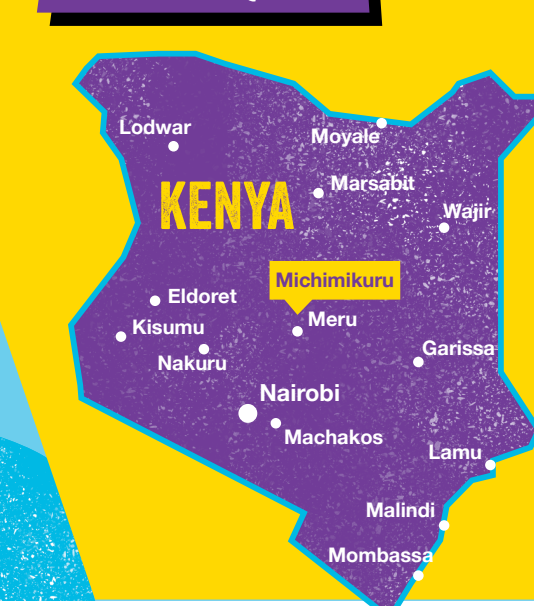 Lodwar
Moyale
Marsabit
KENYA
Wajir
Michimikuru
Eldoret
Meru
Kisumu
Garissa
Nakuru
Nairobi
Machakos
Lamu
Malindi
Mombassa